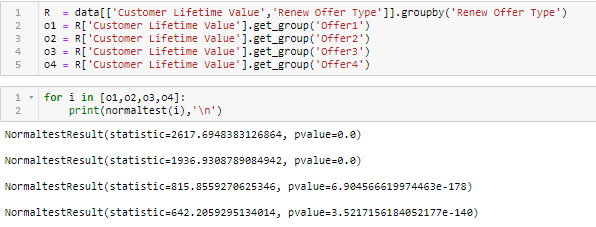 1 R = data[['Customer Lifetime Value','Renew Offer Type']].groupby('Renew Offer Type')
2 o1 = R['Customer Lifetime Value'].get_group('Offer1')
3 o2 = R['Customer Lifetime Value'].get_group('Offer2')
4 o3 = R['Customer Lifetime Value'].get_group('Offer3')
5 o4 = R['Customer Lifetime Value'].get_group('Offer4')
1 for i in [o1,o2,o3,o4]:
2 print(normaltest(i),'\n')
NormaltestResult(statistic=2617.6948383126864, pvalue=0.0)
NormaltestResult(statistic=1936.9308789084942, pvalue=0.0)
NormaltestResult(statistic=815.8559270625346, pvalue=6.904566619974463e-178)
NormaltestResult(statistic=642.2059295134014, pvalue=3.5217156184052177e-140)